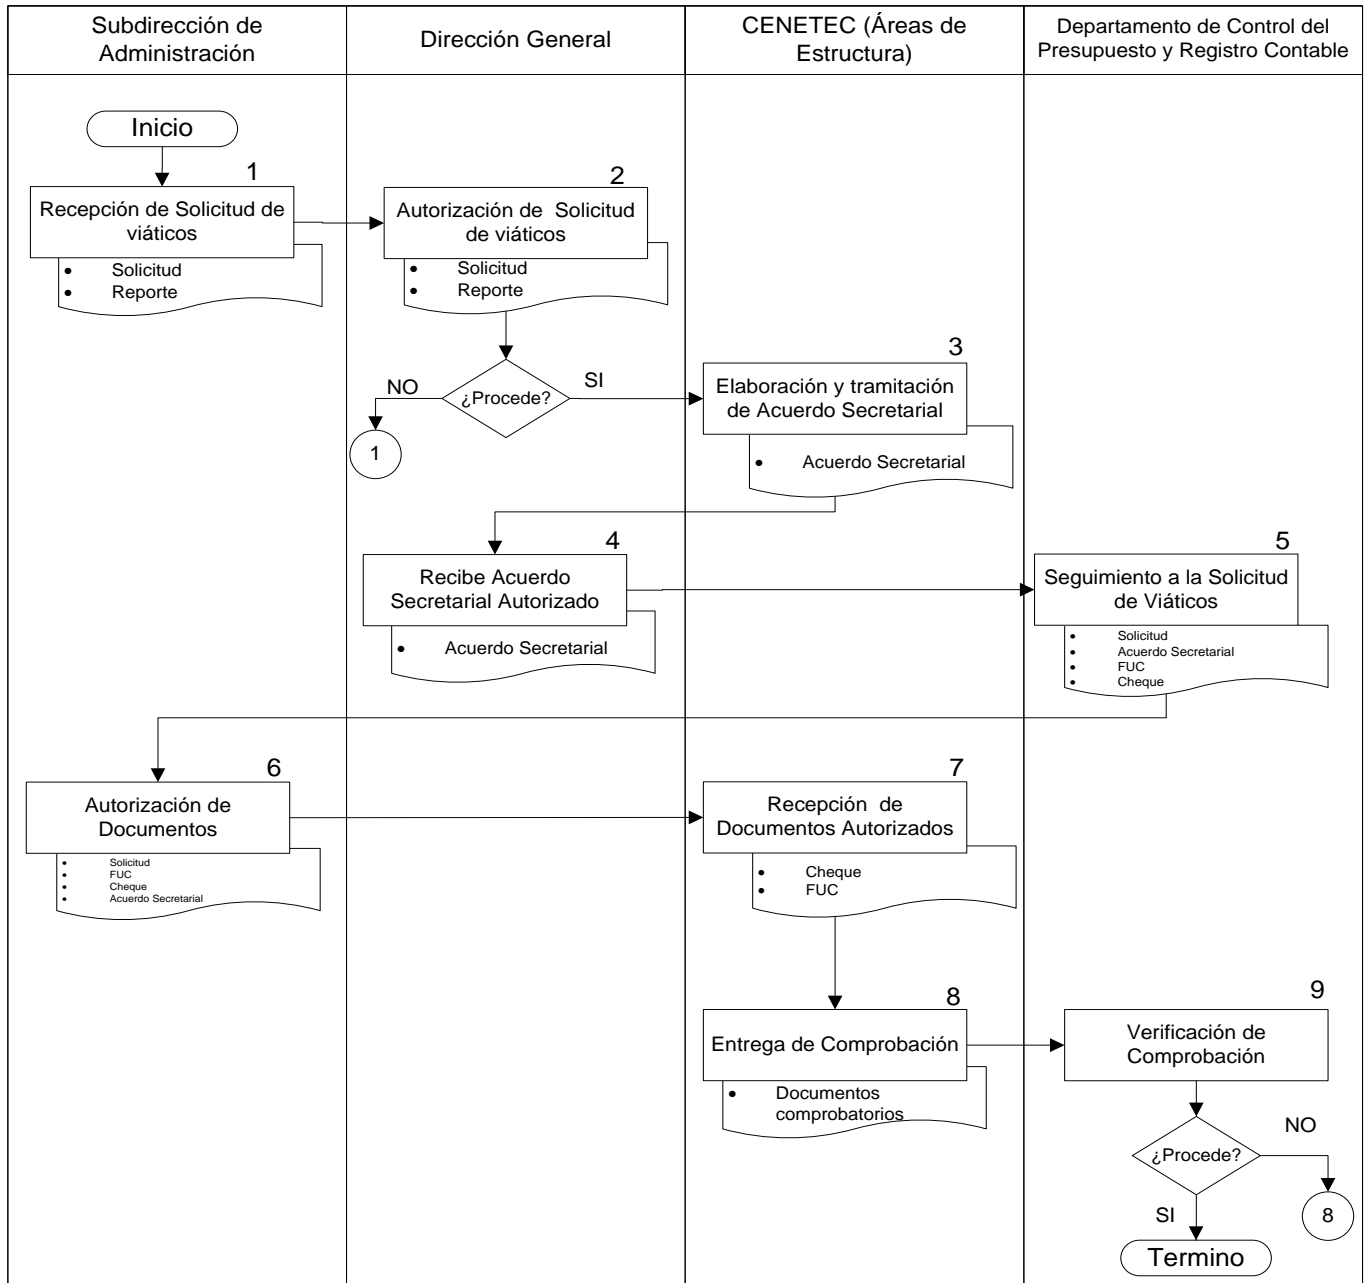 Subdirección de
Administración
Dirección General
CENETEC (Áreas de
Estructura)
Departamento de Control del
Presupuesto y Registro Contable
Inicio
1
Recepción de Solicitud de
viáticos
• Solicitud
• Reporte
2
Autorización de Solicitud
de viáticos
• Solicitud
• Reporte
¿Procede?
NO
SI
1
3
Elaboración y tramitación
de Acuerdo Secretarial
• Acuerdo Secretarial
4
Recibe Acuerdo
Secretarial Autorizado
• Acuerdo Secretarial
5
Seguimiento a la Solicitud
de Viáticos
• Solicitud
• Acuerdo Secretarial
• FUC
• Cheque
6
Autorización de
Documentos
• Solicitud
• FUC
• Cheque
• Acuerdo Secretarial
7
Recepción de
Documentos Autorizados
• Cheque
• FUC
8
Entrega de Comprobación
• Documentos
comprobatorios
9
Verificación de
Comprobación
¿Procede?
NO
8
SI
Termino